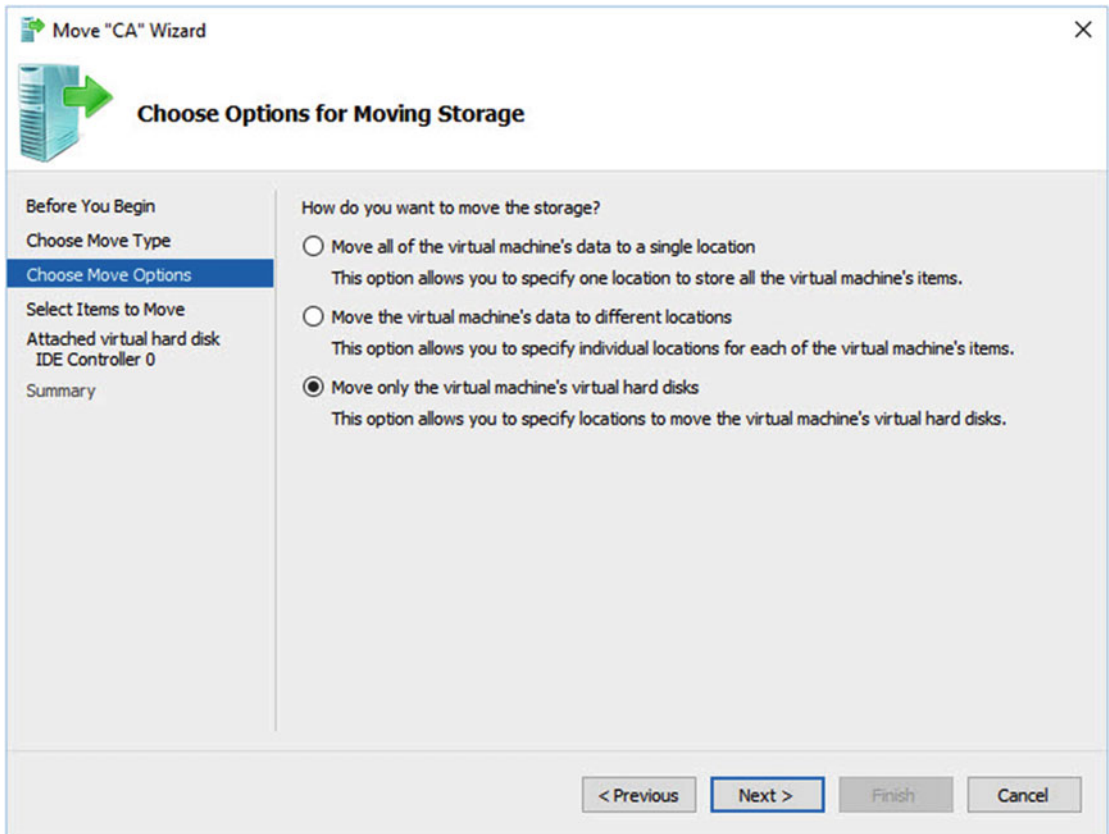 Move "CA" Wizard
Choose Options for Moving Storage
Before You Begin
Choose Move Type
Choose Move Options
Select Items to Move
Attached virtual hard disk
IDE Controller 0
Summary
How do you want to move the storage?
Move all of the virtual machine's data to a single location
This option allows you to specify one location to store all the virtual machine's items.
Move the virtual machine's data to different locations
This option allows you to specify individual locations for each of the virtual machine's items.
Move only the virtual machine's virtual hard disks
This option allows you to specify locations to move the virtual machine's virtual hard disks.
< Previous
Next >
Finish
Cancel